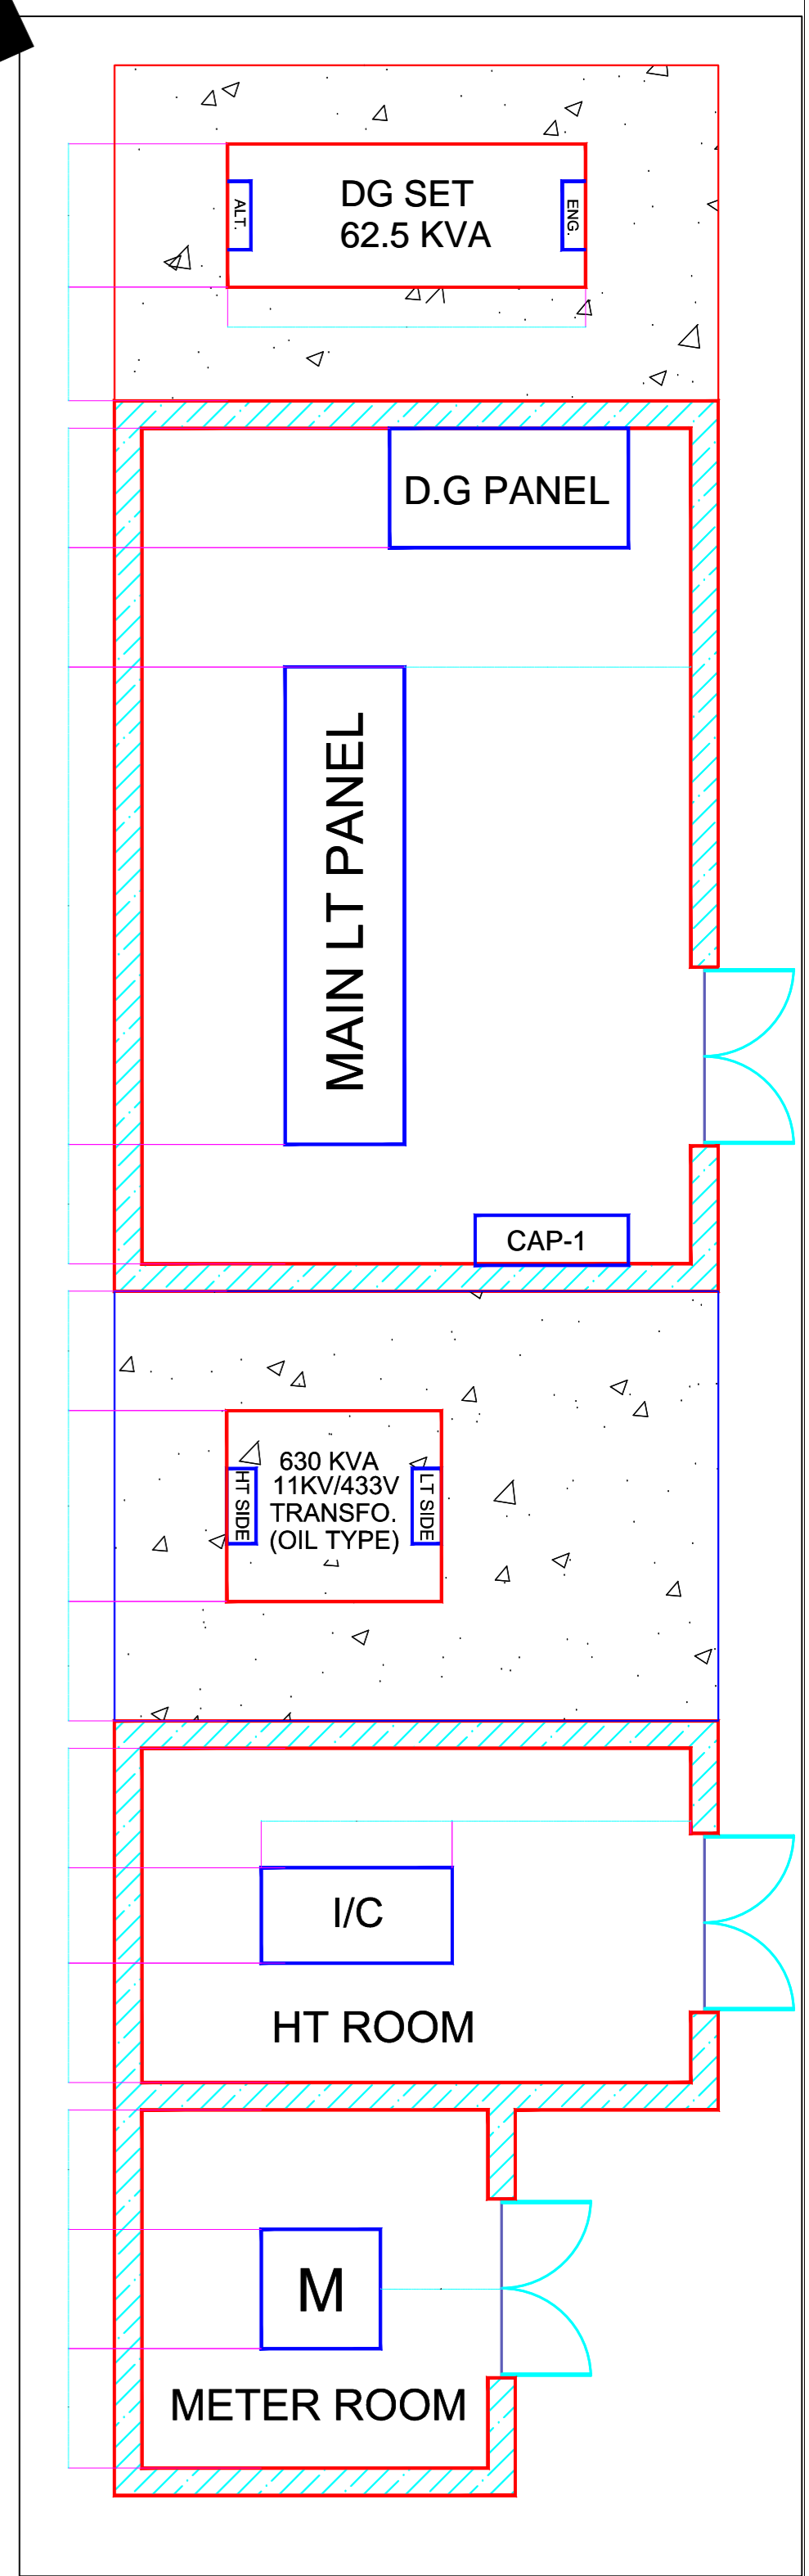 DG SET
62.5 KVA
ALT.
ENG.
D.G PANEL
MAIN LT PANEL
CAP-1
630 KVA
11KV/433V
TRANSFO.
(OIL TYPE)
HT SIDE
LT SIDE
I/C
HT ROOM
M
METER ROOM